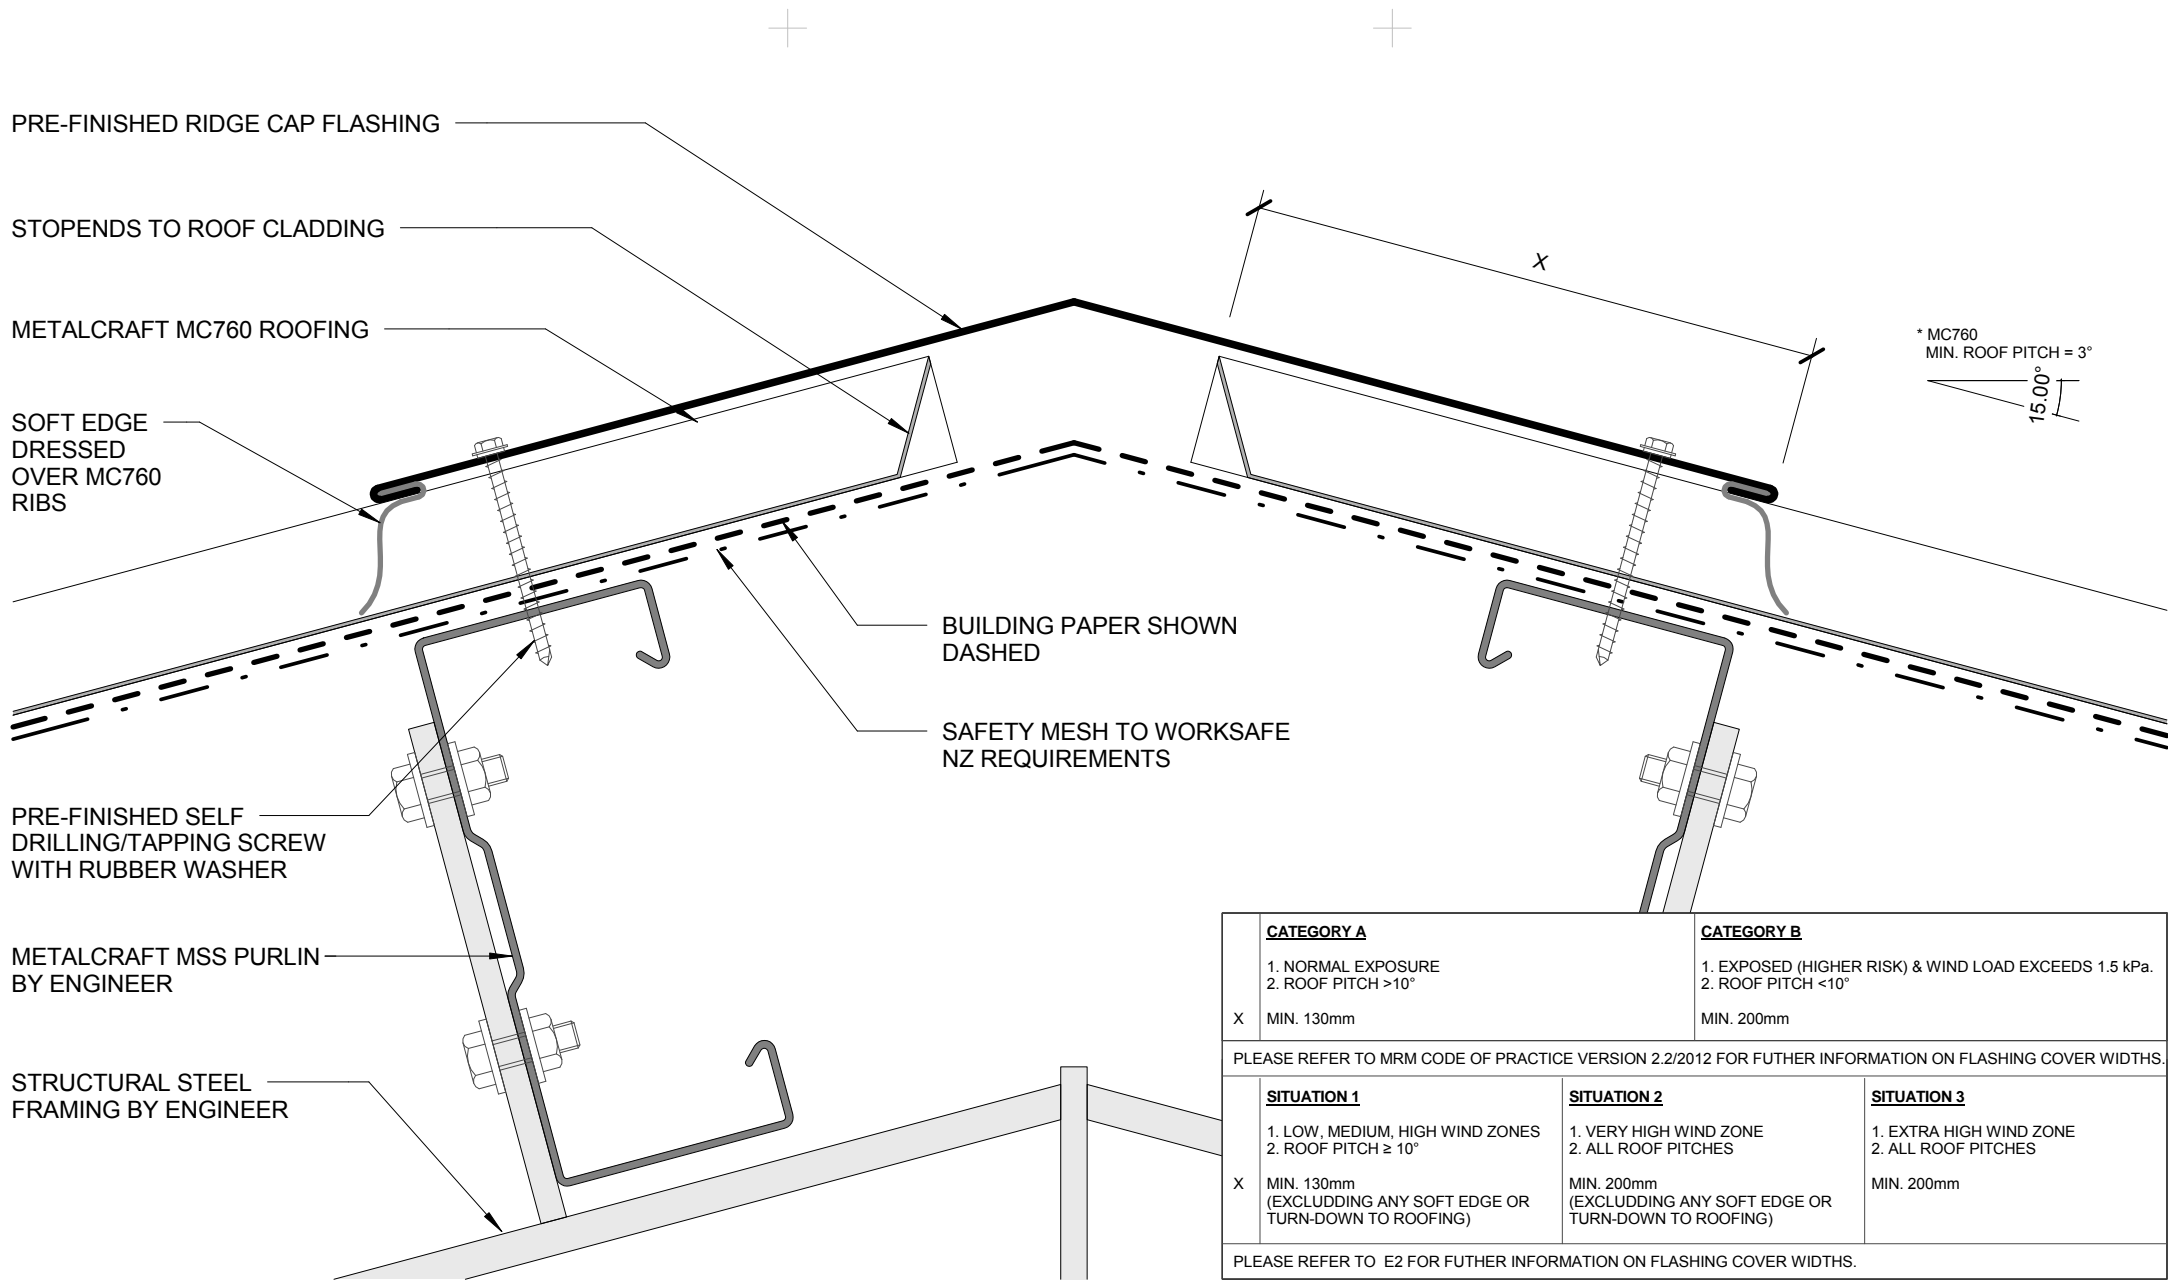 PRE-FINISHED RIDGE CAP FLASHING
STOPENDS TO ROOF CLADDING
METALCRAFT MC760 ROOFING
SOFT EDGE
DRESSED
OVER MC760
RIBS
X
* MC760
MIN. ROOF PITCH = 3°
15.00°
BUILDING PAPER SHOWN
DASHED
SAFETY MESH TO WORKSAFE
NZ REQUIREMENTS
PRE-FINISHED SELF
DRILLING/TAPPING SCREW
WITH RUBBER WASHER
METALCRAFT MSS PURLIN
BY ENGINEER
STRUCTURAL STEEL
FRAMING BY ENGINEER
CATEGORY A
1. NORMAL EXPOSURE
2. ROOF PITCH >10°
X MIN. 130mm
CATEGORY B
1. EXPOSED (HIGHER RISK) & WIND LOAD EXCEEDS 1.5 kPa.
2. ROOF PITCH <10°
MIN. 200mm
PLEASE REFER TO MRM CODE OF PRACTICE VERSION 2.2/2012 FOR FUTHER INFORMATION ON FLASHING COVER WIDTHS.
SITUATION 1
1. LOW, MEDIUM, HIGH WIND ZONES
2. ROOF PITCH ≥ 10°
X MIN. 130mm
(EXCLUDDING ANY SOFT EDGE OR
TURN-DOWN TO ROOFING)
SITUATION 2
1. VERY HIGH WIND ZONE
2. ALL ROOF PITCHES
MIN. 200mm
(EXCLUDDING ANY SOFT EDGE OR
TURN-DOWN TO ROOFING)
SITUATION 3
1. EXTRA HIGH WIND ZONE
2. ALL ROOF PITCHES
MIN. 200mm
PLEASE REFER TO E2 FOR FUTHER INFORMATION ON FLASHING COVER WIDTHS.